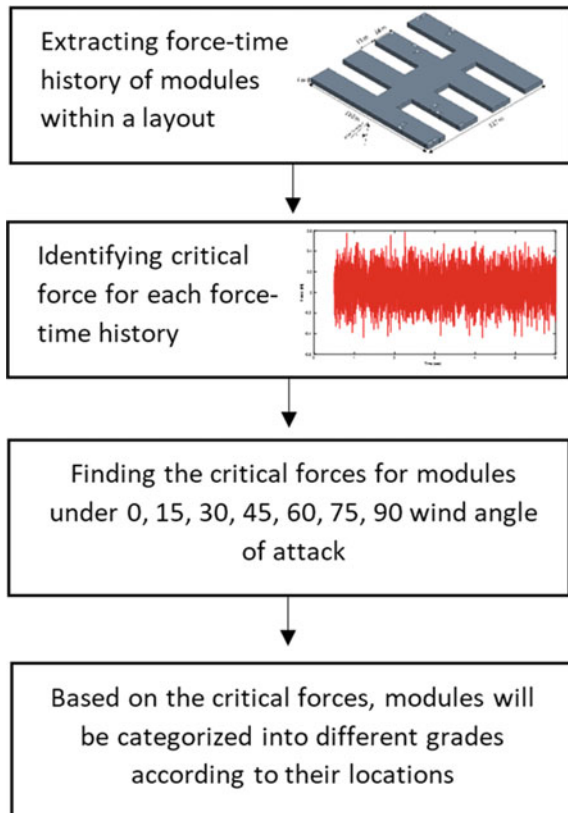 Extracting force-time
history of modules
within a layout
Identifying critical
force for each force-
time history
Finding the critical forces for modules
under 0, 15, 30, 45, 60, 75, 90 wind angle
of attack
Based on the critical forces, modules will
be categorized into different grades
according to their locations